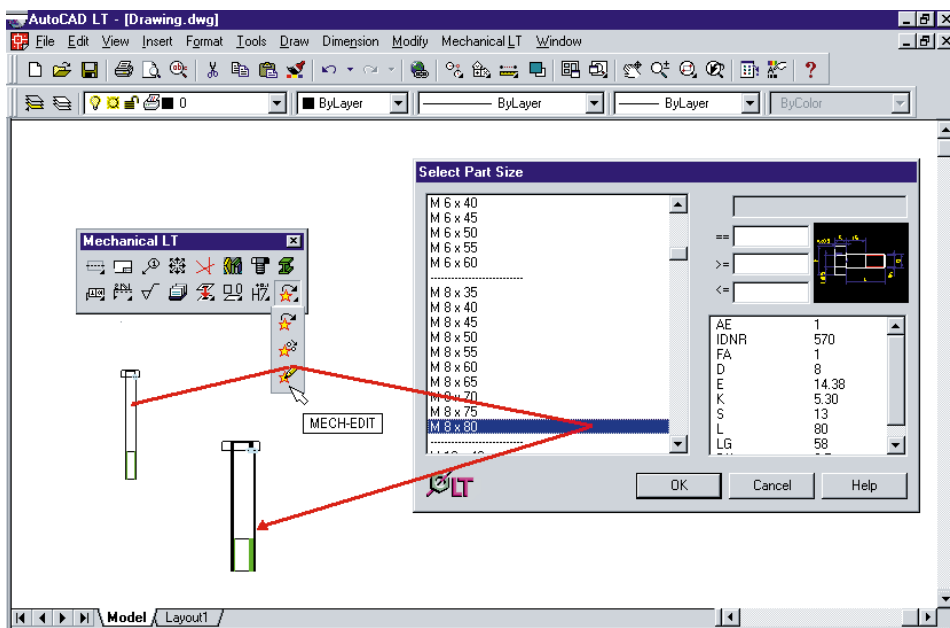 AutoCAD LT - [Drawing.dwg]
File Edit View Insert Format Tools Draw Dimension Modify Mechanical LT Window
0 ByLayer ByLayer ByLayer ByColor
Select Part Size
M 6 x 40
M 6 x 45
M 6 x 50
M 6 x 55
M 6 x 60
--------------------
M 8 x 35
M 8 x 40
M 8 x 45
M 8 x 50
M 8 x 55
M 8 x 60
M 8 x 65
M 8 x 70
M 8 x 75
M 8 x 80
--------------------
==
>=
<=
AE 1
IDNR 570
FA 1
D 8
E 14.38
K 5.30
S 13
L 80
LG 58
LT
OK Cancel Help
Mechanical LT
MECH-EDIT
Model Layout1